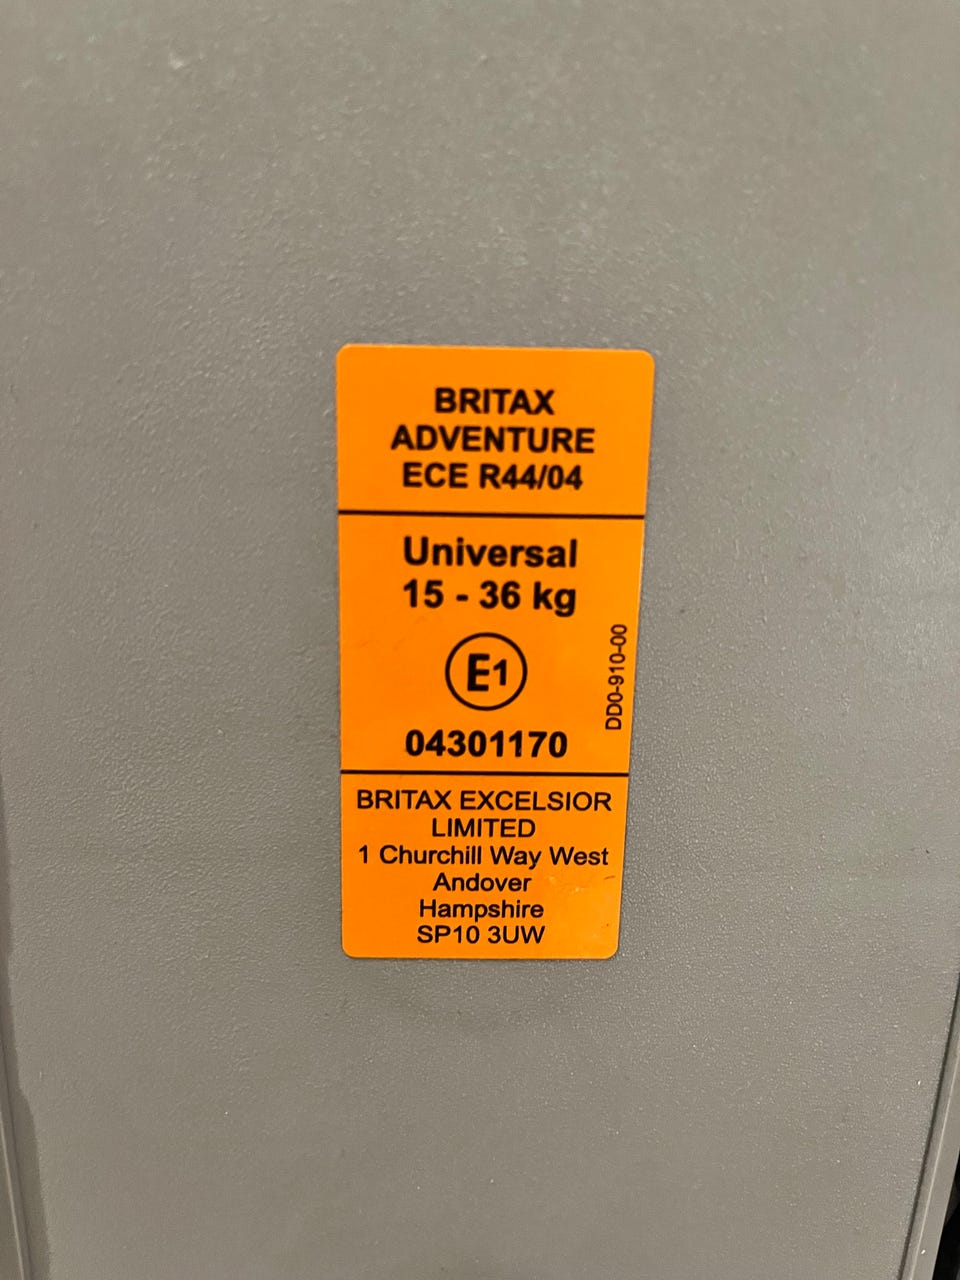 BRITAX
ADVENTURE
ECE R44/04
Universal
15 - 36 kg
E1
04301170
DD0-910-00
BRITAX EXCELSIOR
LIMITED
1 Churchill Way West
Andover
Hampshire
SP10 3UW